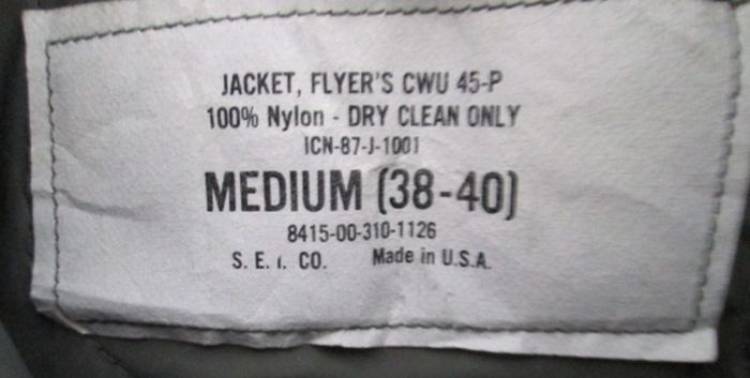 JACKET, FLYER'S CWU 45-P
100% Nylon - DRY CLEAN ONLY
ICN-87-J-1001
MEDIUM (38-40)
8415-00-310-1126
S. E. I. CO. Made in U.S.A.